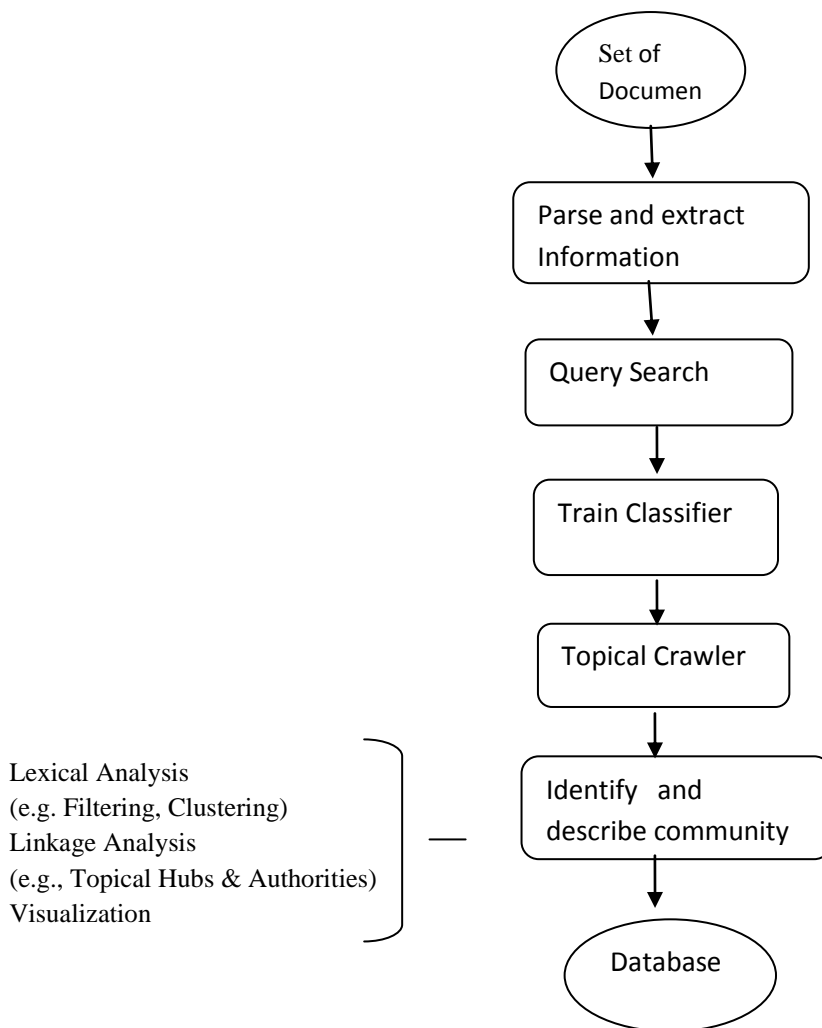 Set of
Documen
Parse and extract
Information
Query Search
Train Classifier
Topical Crawler
Lexical Analysis
(e.g. Filtering, Clustering)
Linkage Analysis
(e.g., Topical Hubs & Authorities)
Visualization
Identify and
describe community
Database